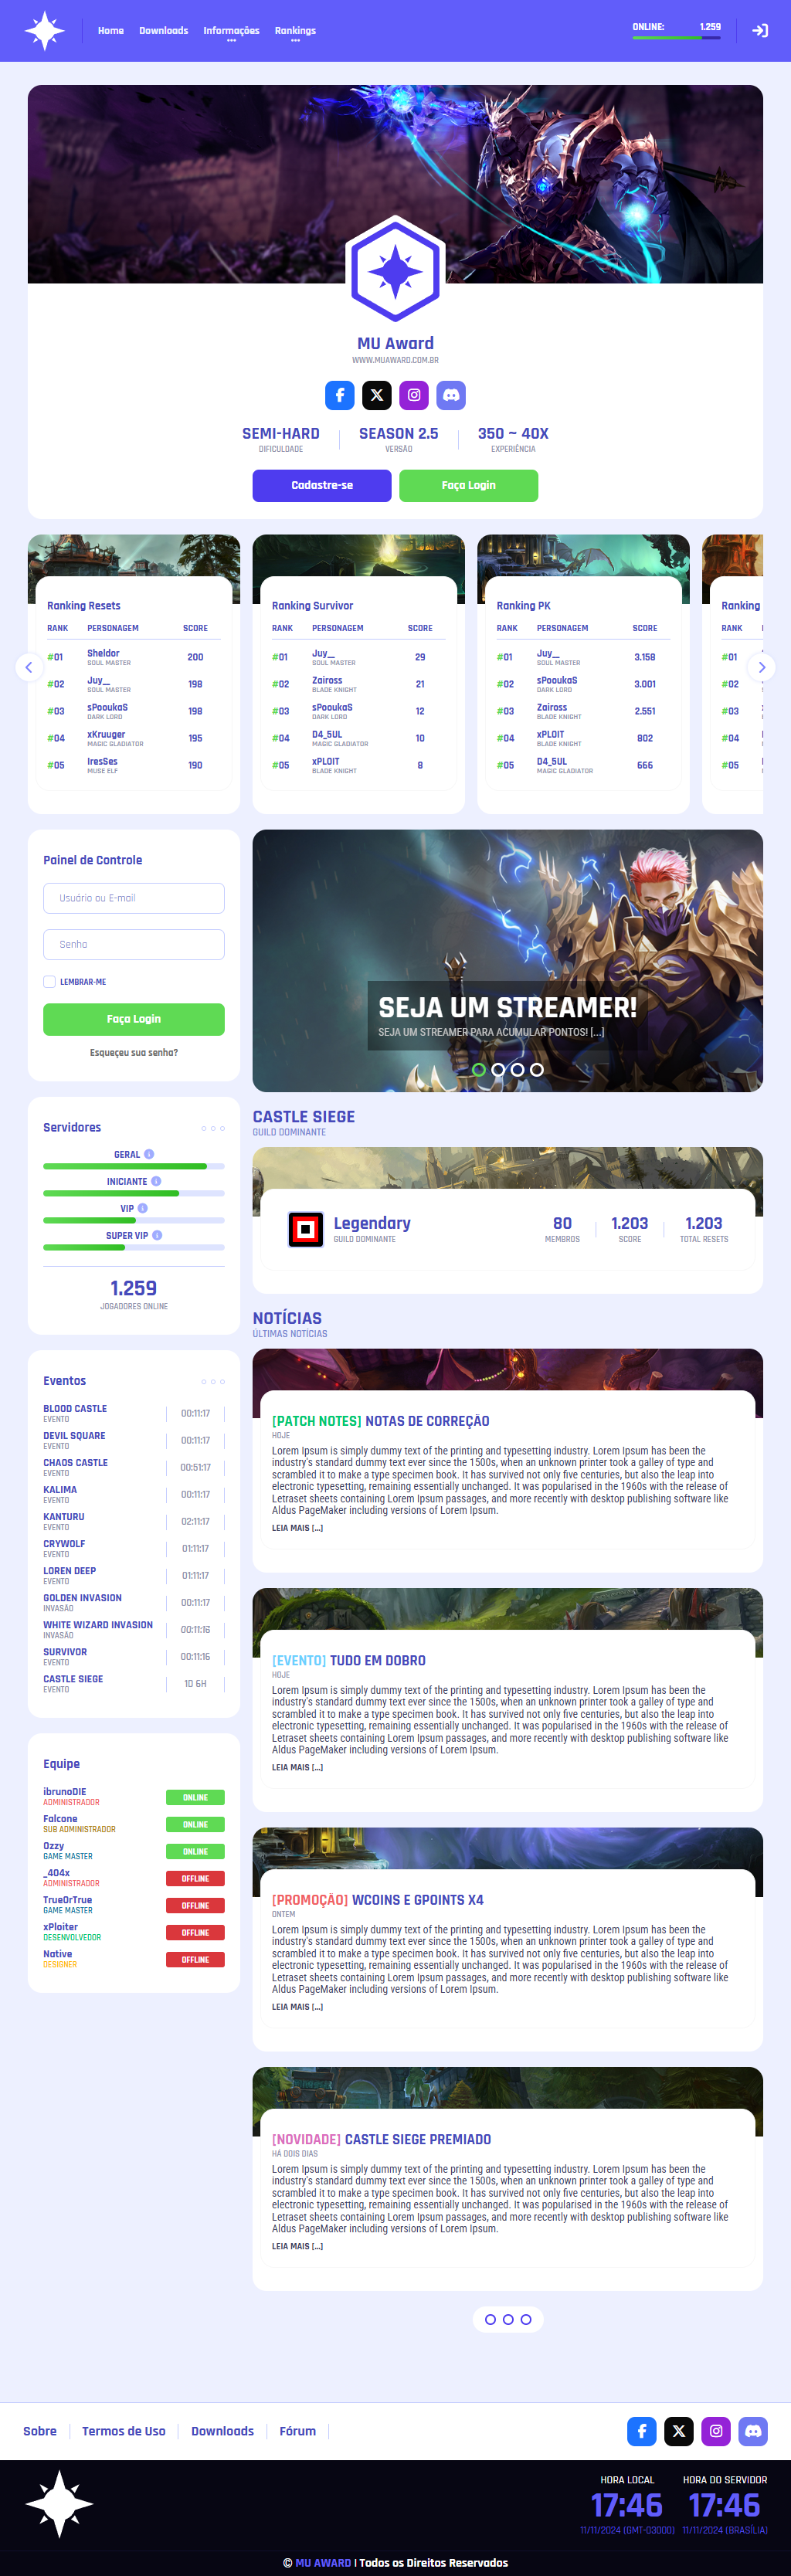 Home Downloads Informações Rankings
ONLINE: 1.259
MU Award
WWW.MUAWARD.COM.BR
SEMI-HARD SEASON 2.5 350 ~ 40X
DIFICULDADE VERSÃO EXPERIÊNCIA
Cadastre-se Faça Login
Ranking Resets
RANK PERSONAGEM SCORE
#01 Sheldor 200
SOUL MASTER
#02 Juy__ 198
SOUL MASTER
#03 sPooukaS 198
DARK LORD
#04 xKruuger 195
MAGIC GLADIATOR
#05 IresSes 190
MUSE ELF
Ranking Survivor
RANK PERSONAGEM SCORE
#01 Juy__ 29
SOUL MASTER
#02 Zaiross 21
BLADE KNIGHT
#03 sPooukaS 12
DARK LORD
#04 D4_5UL 10
MAGIC GLADIATOR
#05 xPLOIT 8
BLADE KNIGHT
Ranking PK
RANK PERSONAGEM SCORE
#01 Juy__ 3.158
SOUL MASTER
#02 sPooukaS 3.001
DARK LORD
#03 Zaiross 2.551
BLADE KNIGHT
#04 xPLOIT 802
BLADE KNIGHT
#05 D4_5UL 666
MAGIC GLADIATOR
Ranking
RANK
#01
#02
#03
#04
#05
Painel de Controle
Usuário ou E-mail
Senha
LEMBRAR-ME
Faça Login
Esqueçeu sua senha?
Servidores
GERAL
INICIANTE
VIP
SUPER VIP
1.259
JOGADORES ONLINE
Eventos
BLOOD CASTLE 00:11:17
EVENTO
DEVIL SQUARE 00:11:17
EVENTO
CHAOS CASTLE 00:51:17
EVENTO
KALIMA 00:11:17
EVENTO
KANTURU 02:11:17
EVENTO
CRYWOLF 01:11:17
EVENTO
LOREN DEEP 01:11:17
EVENTO
GOLDEN INVASION 00:11:17
INVASÃO
WHITE WIZARD INVASION 00:11:16
INVASÃO
SURVIVOR 00:11:16
EVENTO
CASTLE SIEGE 1D 6H
EVENTO
Equipe
ibrunoDIE ONLINE
ADMINISTRADOR
Falcone ONLINE
SUB ADMINISTRADOR
Ozzy ONLINE
GAME MASTER
_404x OFFLINE
ADMINISTRADOR
TrueOrTrue OFFLINE
GAME MASTER
xPloiter OFFLINE
DESENVOLVEDOR
Native OFFLINE
DESIGNER
SEJA UM STREAMER!
SEJA UM STREAMER PARA ACUMULAR PONTOS! [...]
CASTLE SIEGE
GUILD DOMINANTE
Legendary 80 1.203 1.203
GUILD DOMINANTE MEMBROS SCORE TOTAL RESETS
NOTÍCIAS
ÚLTIMAS NOTÍCIAS
[PATCH NOTES] NOTAS DE CORREÇÃO
HOJE
Lorem Ipsum is simply dummy text of the printing and typesetting industry. Lorem Ipsum has been the
industry's standard dummy text ever since the 1500s, when an unknown printer took a galley of type and
scrambled it to make a type specimen book. It has survived not only five centuries, but also the leap into
electronic typesetting, remaining essentially unchanged. It was popularised in the 1960s with the release of
Letraset sheets containing Lorem Ipsum passages, and more recently with desktop publishing software like
Aldus PageMaker including versions of Lorem Ipsum.
LEIA MAIS [...]
[EVENTO] TUDO EM DOBRO
HOJE
Lorem Ipsum is simply dummy text of the printing and typesetting industry. Lorem Ipsum has been the
industry's standard dummy text ever since the 1500s, when an unknown printer took a galley of type and
scrambled it to make a type specimen book. It has survived not only five centuries, but also the leap into
electronic typesetting, remaining essentially unchanged. It was popularised in the 1960s with the release of
Letraset sheets containing Lorem Ipsum passages, and more recently with desktop publishing software like
Aldus PageMaker including versions of Lorem Ipsum.
LEIA MAIS [...]
[PROMOÇÃO] WCOINS E GPOINTS X4
ONTEM
Lorem Ipsum is simply dummy text of the printing and typesetting industry. Lorem Ipsum has been the
industry's standard dummy text ever since the 1500s, when an unknown printer took a galley of type and
scrambled it to make a type specimen book. It has survived not only five centuries, but also the leap into
electronic typesetting, remaining essentially unchanged. It was popularised in the 1960s with the release of
Letraset sheets containing Lorem Ipsum passages, and more recently with desktop publishing software like
Aldus PageMaker including versions of Lorem Ipsum.
LEIA MAIS [...]
[NOVIDADE] CASTLE SIEGE PREMIADO
HÁ DOIS DIAS
Lorem Ipsum is simply dummy text of the printing and typesetting industry. Lorem Ipsum has been the
industry's standard dummy text ever since the 1500s, when an unknown printer took a galley of type and
scrambled it to make a type specimen book. It has survived not only five centuries, but also the leap into
electronic typesetting, remaining essentially unchanged. It was popularised in the 1960s with the release of
Letraset sheets containing Lorem Ipsum passages, and more recently with desktop publishing software like
Aldus PageMaker including versions of Lorem Ipsum.
LEIA MAIS [...]
Sobre Termos de Uso Downloads Fórum
HORA LOCAL HORA DO SERVIDOR
17:46 17:46
11/11/2024 (GMT-03000) 11/11/2024 (BRASÍLIA)
© MU AWARD | Todos os Direitos Reservados